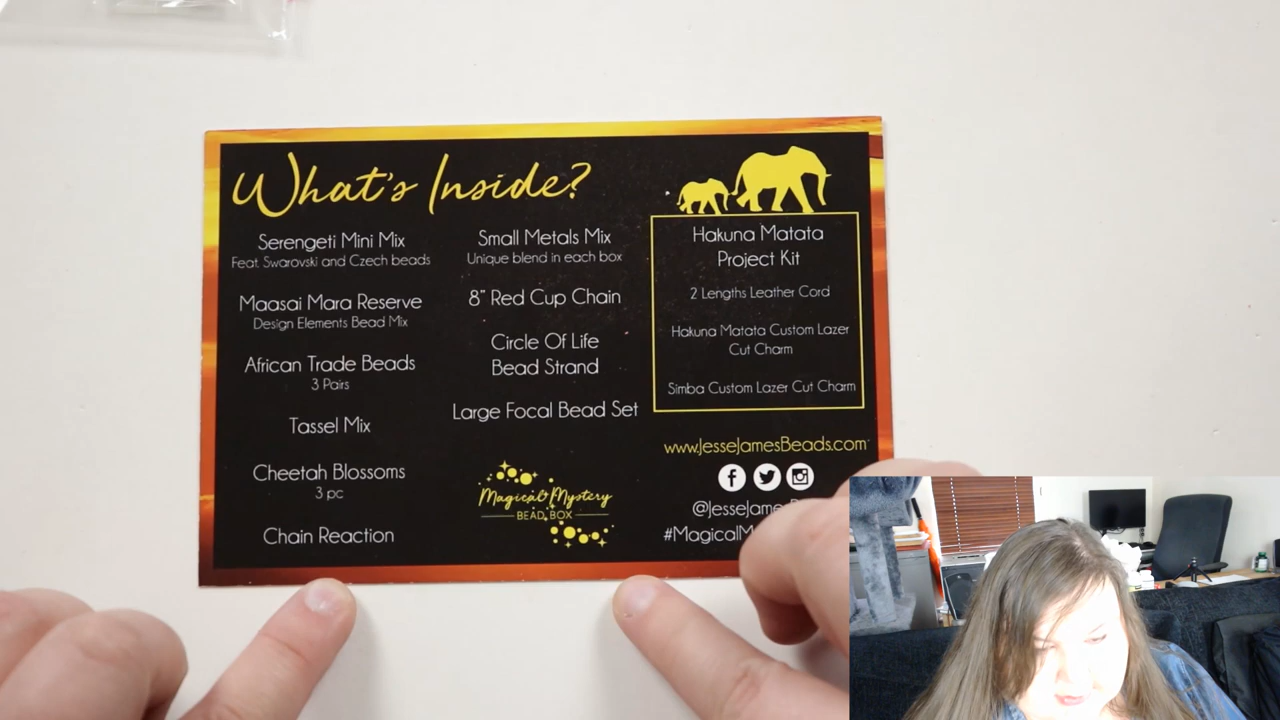 What's Inside?
Serengeti Mini Mix
Feat. Swarovski and Czech beads
Maasai Mara Reserve
Design Elements Bead Mix
African Trade Beads
3 Pairs
Tassel Mix
Cheetah Blossoms
3 pc
Chain Reaction
Small Metals Mix
Unique blend in each box
8" Red Cup Chain
Circle Of Life
Bead Strand
Large Focal Bead Set
Magical Mystery
BEAD BOX
Hakuna Matata
Project Kit
2 Lengths Leather Cord
Hakuna Matata Custom Lazer
Cut Charm
Simba Custom Lazer Cut Charm
www.JesseJamesBeads.com